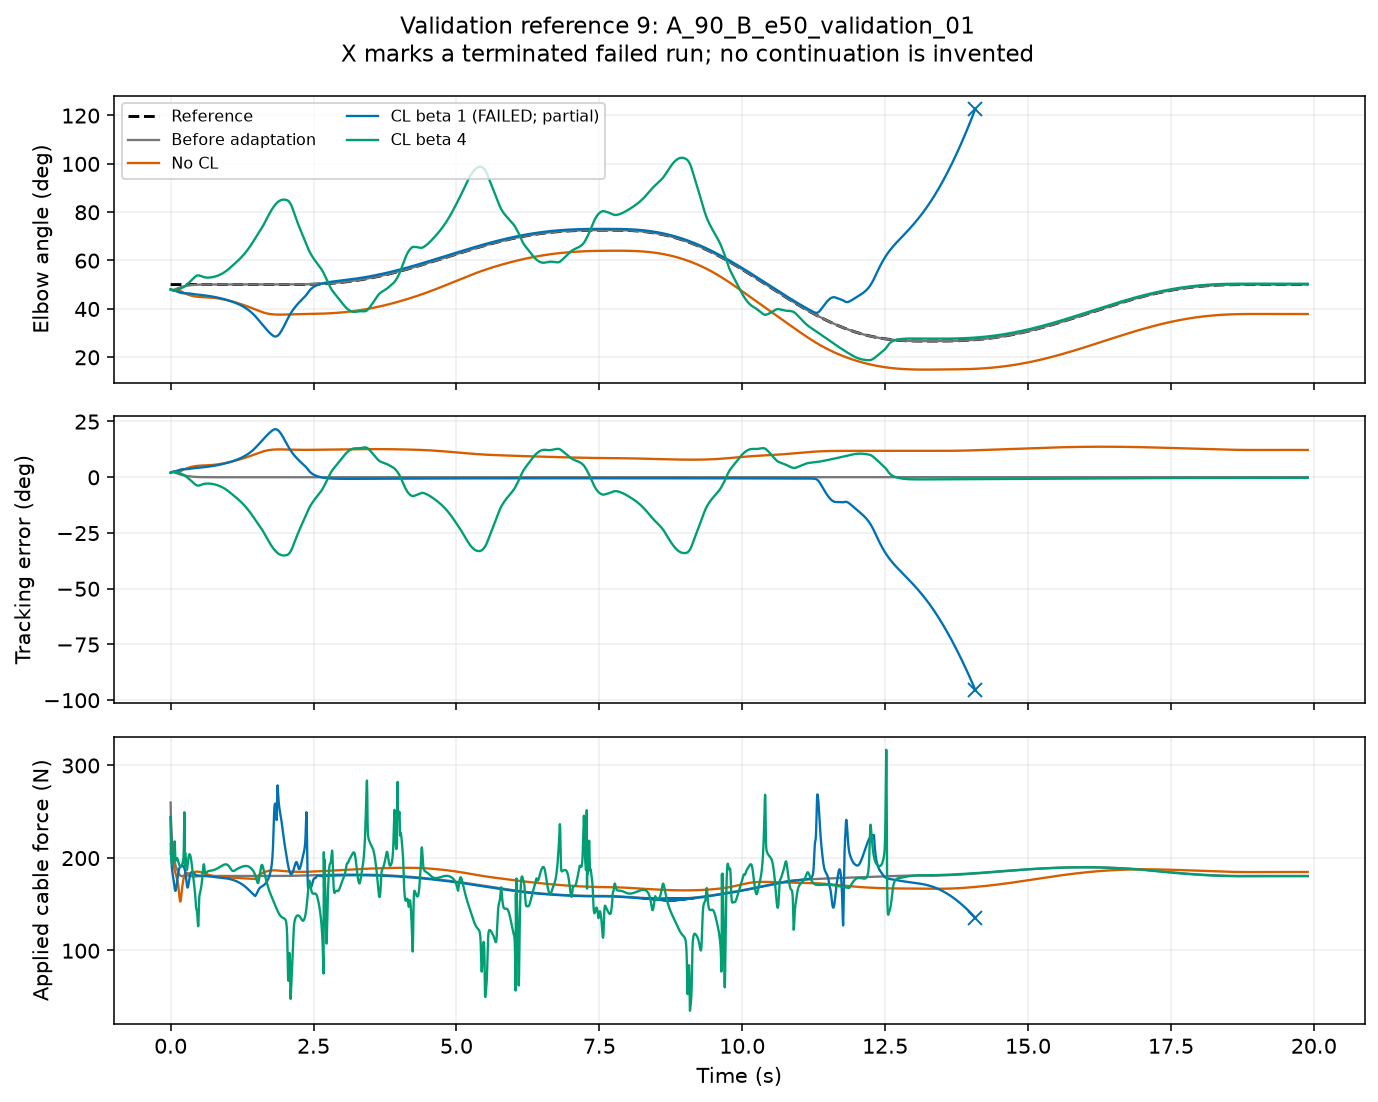 Validation reference 9: A_90_B_e50_validation_01
X marks a terminated failed run; no continuation is invented
Reference
Before adaptation
No CL
CL beta 1 (FAILED; partial)
CL beta 4
Elbow angle (deg)
120
100
80
60
40
20
Tracking error (deg)
25
0
−25
−50
−75
−100
Applied cable force (N)
300
200
100
0.0 2.5 5.0 7.5 10.0 12.5 15.0 17.5 20.0
Time (s)